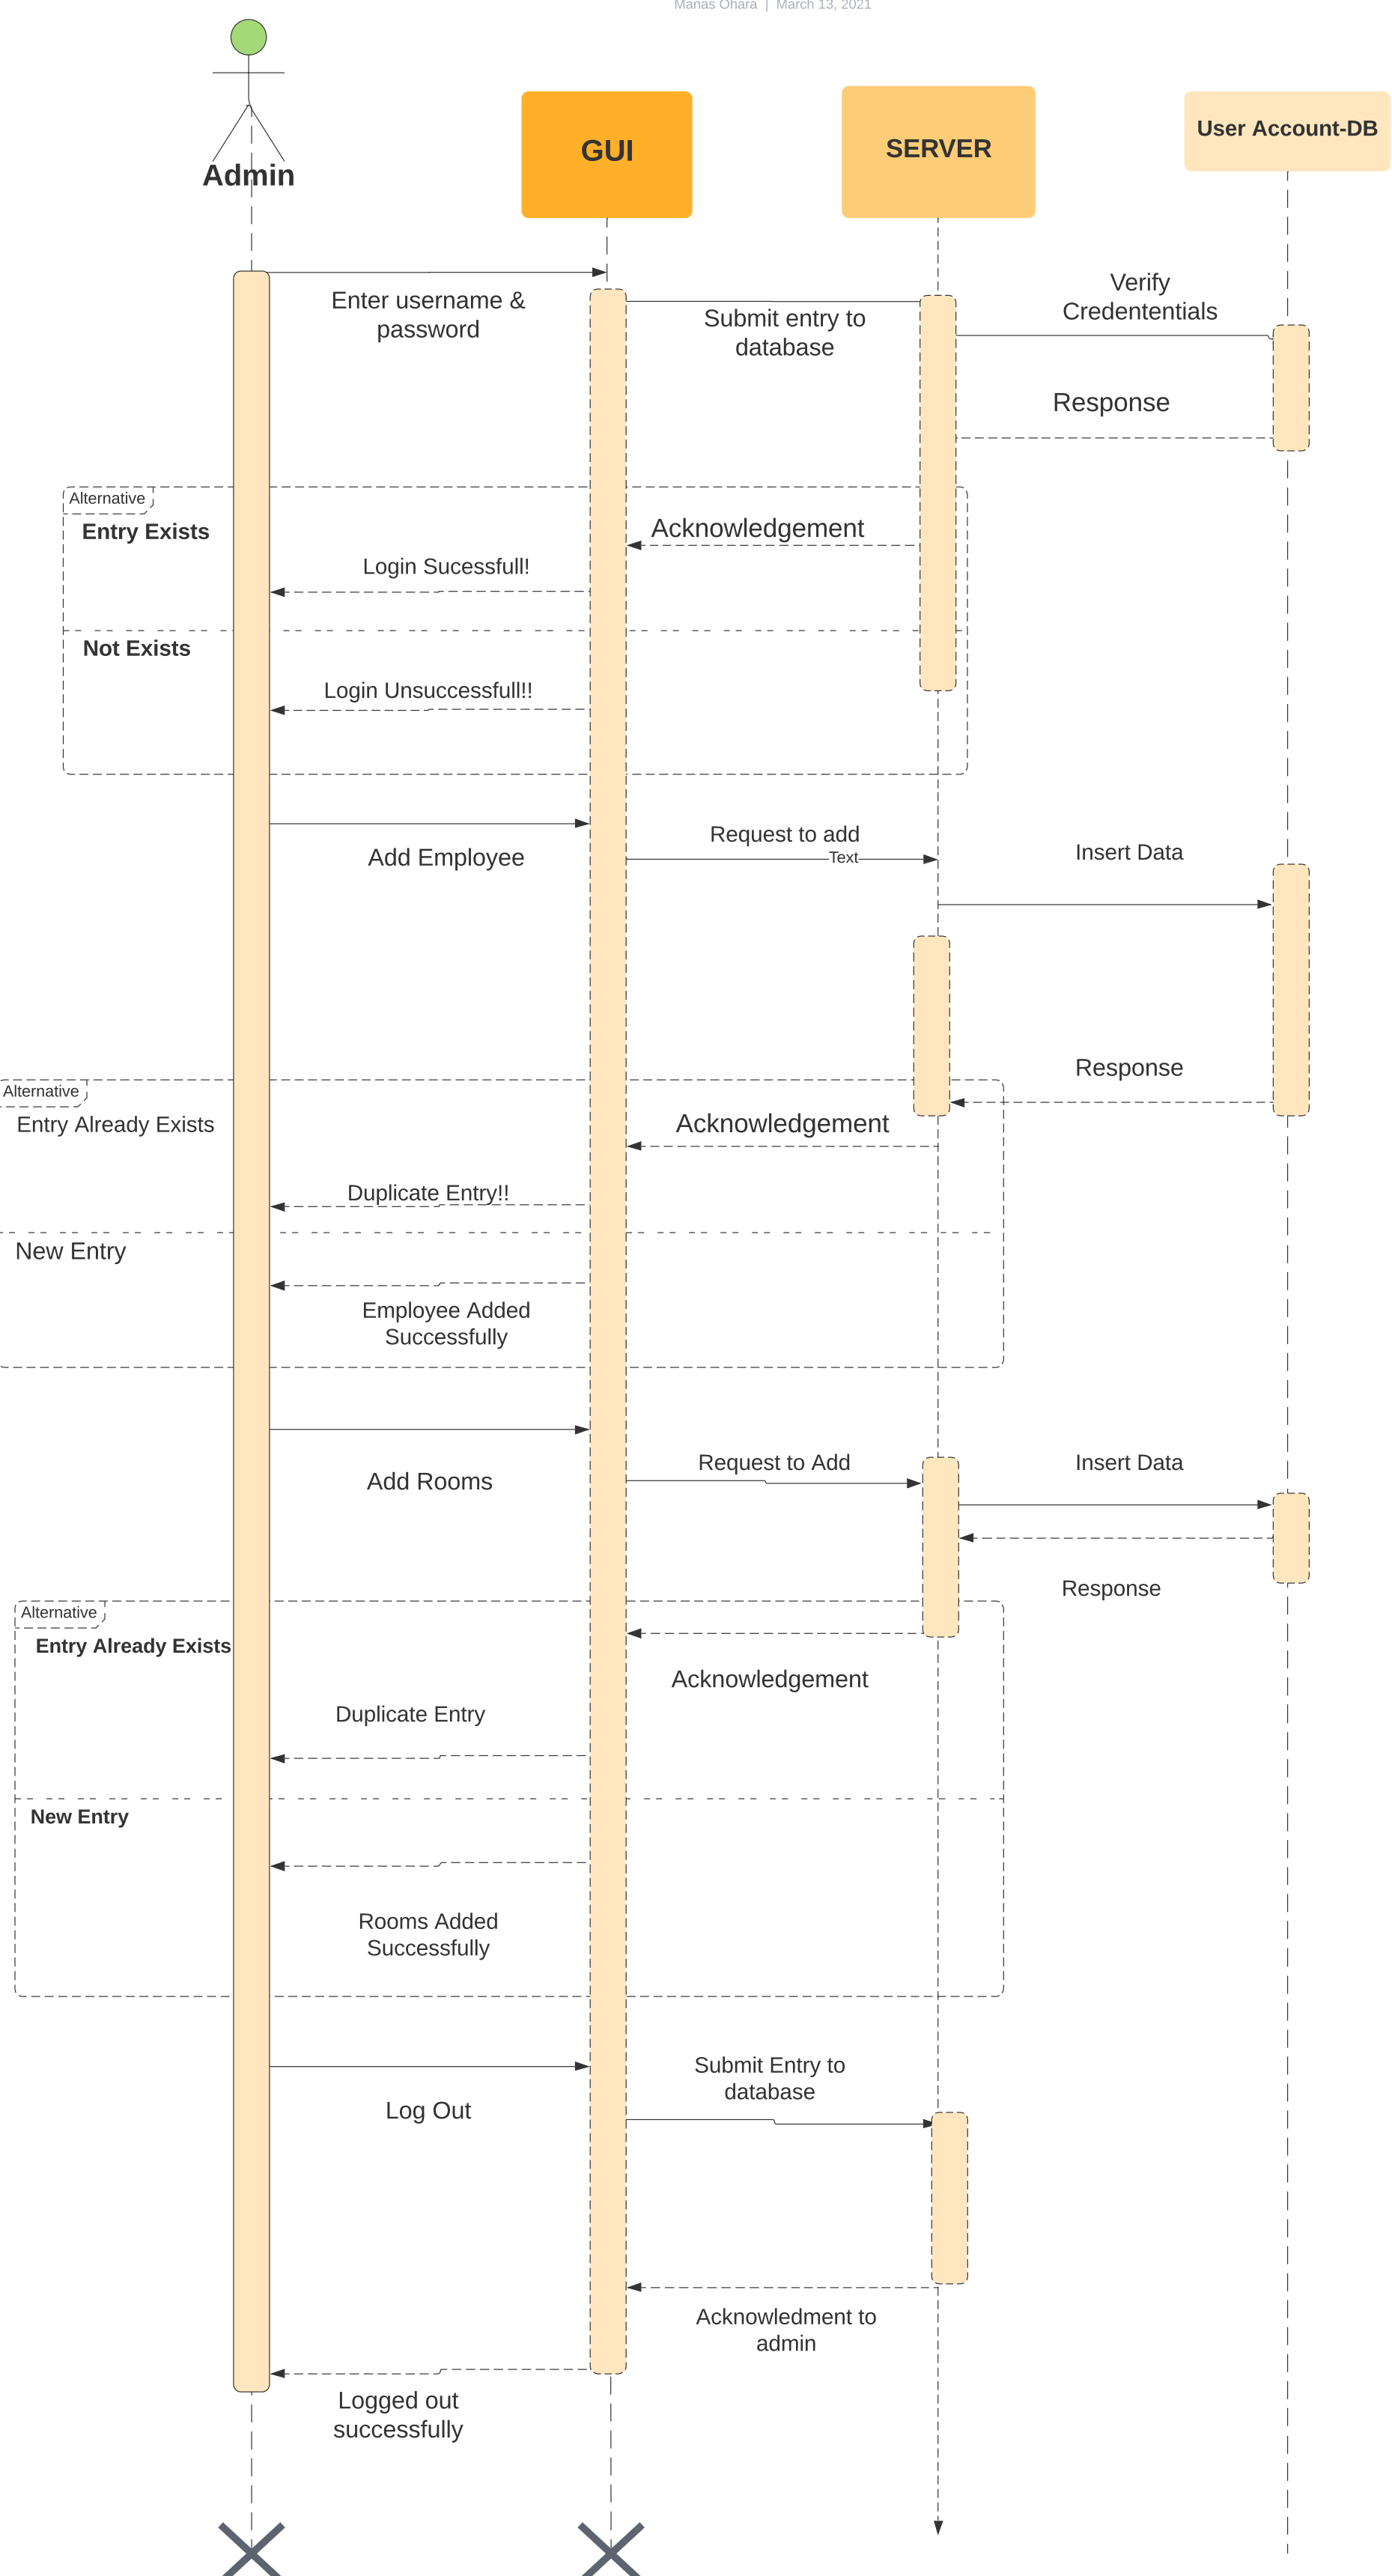 Manas Ohara | March 13, 2021
Admin
GUI
SERVER
User Account-DB
Enter username &
password
Submit entry to
database
Verify
Credententials
Response
Alternative
Entry Exists
Acknowledgement
Login Sucessfull!
Not Exists
Login Unsuccessfull!!
Add Employee
Request to add
Text
Insert Data
Response
Alternative
Entry Already Exists
Acknowledgement
Duplicate Entry!!
New Entry
Employee Added
Successfully
Add Rooms
Request to Add
Insert Data
Response
Alternative
Entry Already Exists
Acknowledgement
Duplicate Entry
New Entry
Rooms Added
Successfully
Log Out
Submit Entry to
database
Acknowledment to
admin
Logged out
successfully